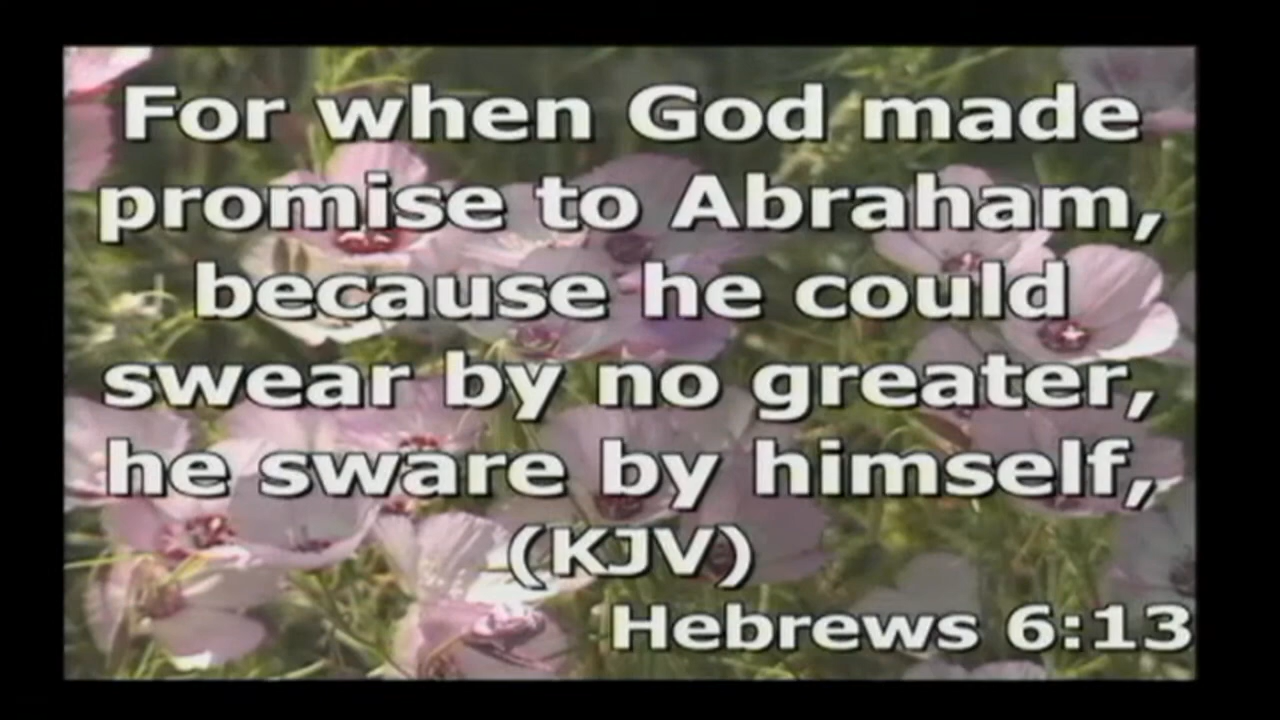 For when God made
promise to Abraham,
because he could
swear by no greater,
he sware by himself,
(KJV)
Hebrews 6:13